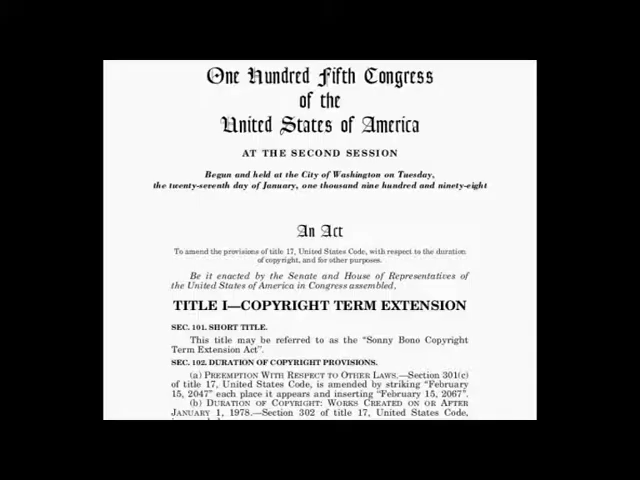 One Hundred Fifth Congress
of the
United States of America
AT THE SECOND SESSION
Begun and held at the City of Washington on Tuesday,
the twenty-seventh day of January, one thousand nine hundred and ninety-eight
An Act
To amend the provisions of title 17, United States Code, with respect to the duration
of copyright, and for other purposes.
Be it enacted by the Senate and House of Representatives of
the United States of America in Congress assembled,
TITLE I—COPYRIGHT TERM EXTENSION
SEC. 101. SHORT TITLE.
This title may be referred to as the “Sonny Bono Copyright
Term Extension Act”.
SEC. 102. DURATION OF COPYRIGHT PROVISIONS.
(a) PREEMPTION WITH RESPECT TO OTHER LAWS.—Section 301(c)
of title 17, United States Code, is amended by striking “February
15, 2047” each place it appears and inserting “February 15, 2067”.
(b) DURATION OF COPYRIGHT: WORKS CREATED ON OR AFTER
JANUARY 1, 1978.—Section 302 of title 17, United States Code,